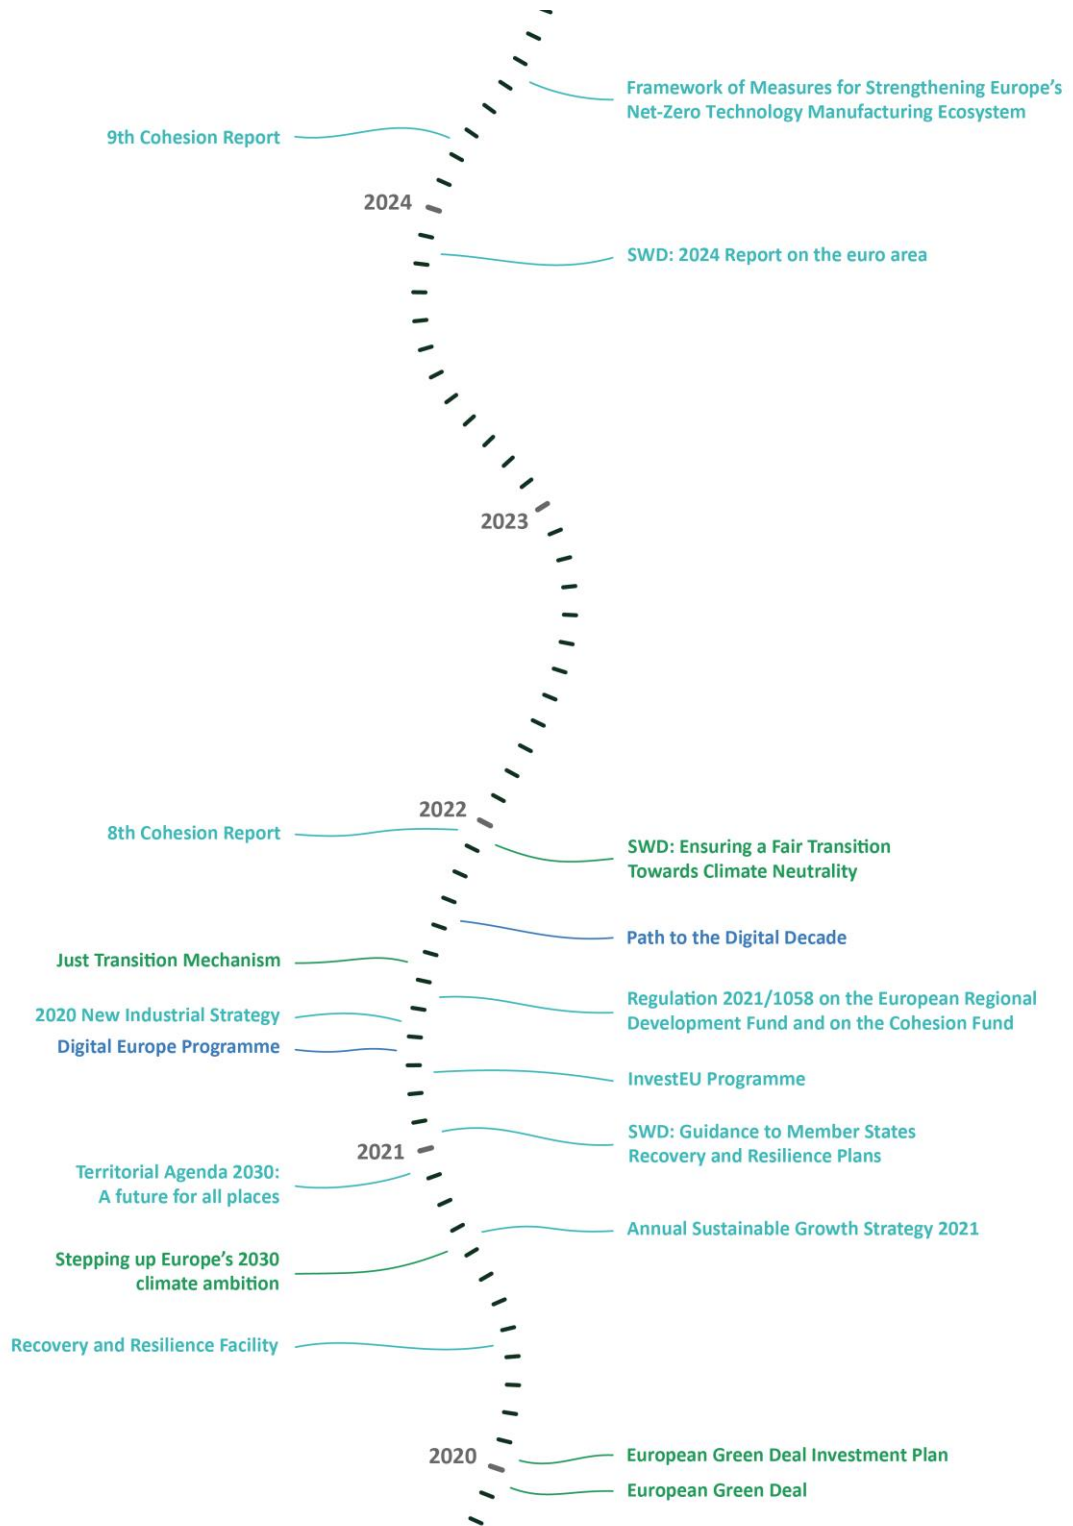 Framework of Measures for Strengthening Europe's
Net-Zero Technology Manufacturing Ecosystem
9th Cohesion Report
2024
SWD: 2024 Report on the euro area
2023
2022
8th Cohesion Report
SWD: Ensuring a Fair Transition
Towards Climate Neutrality
Path to the Digital Decade
Just Transition Mechanism
Regulation 2021/1058 on the European Regional
Development Fund and on the Cohesion Fund
2020 New Industrial Strategy
Digital Europe Programme
InvestEU Programme
SWD: Guidance to Member States
Recovery and Resilience Plans
2021
Territorial Agenda 2030:
A future for all places
Annual Sustainable Growth Strategy 2021
Stepping up Europe's 2030
climate ambition
Recovery and Resilience Facility
2020
European Green Deal Investment Plan
European Green Deal